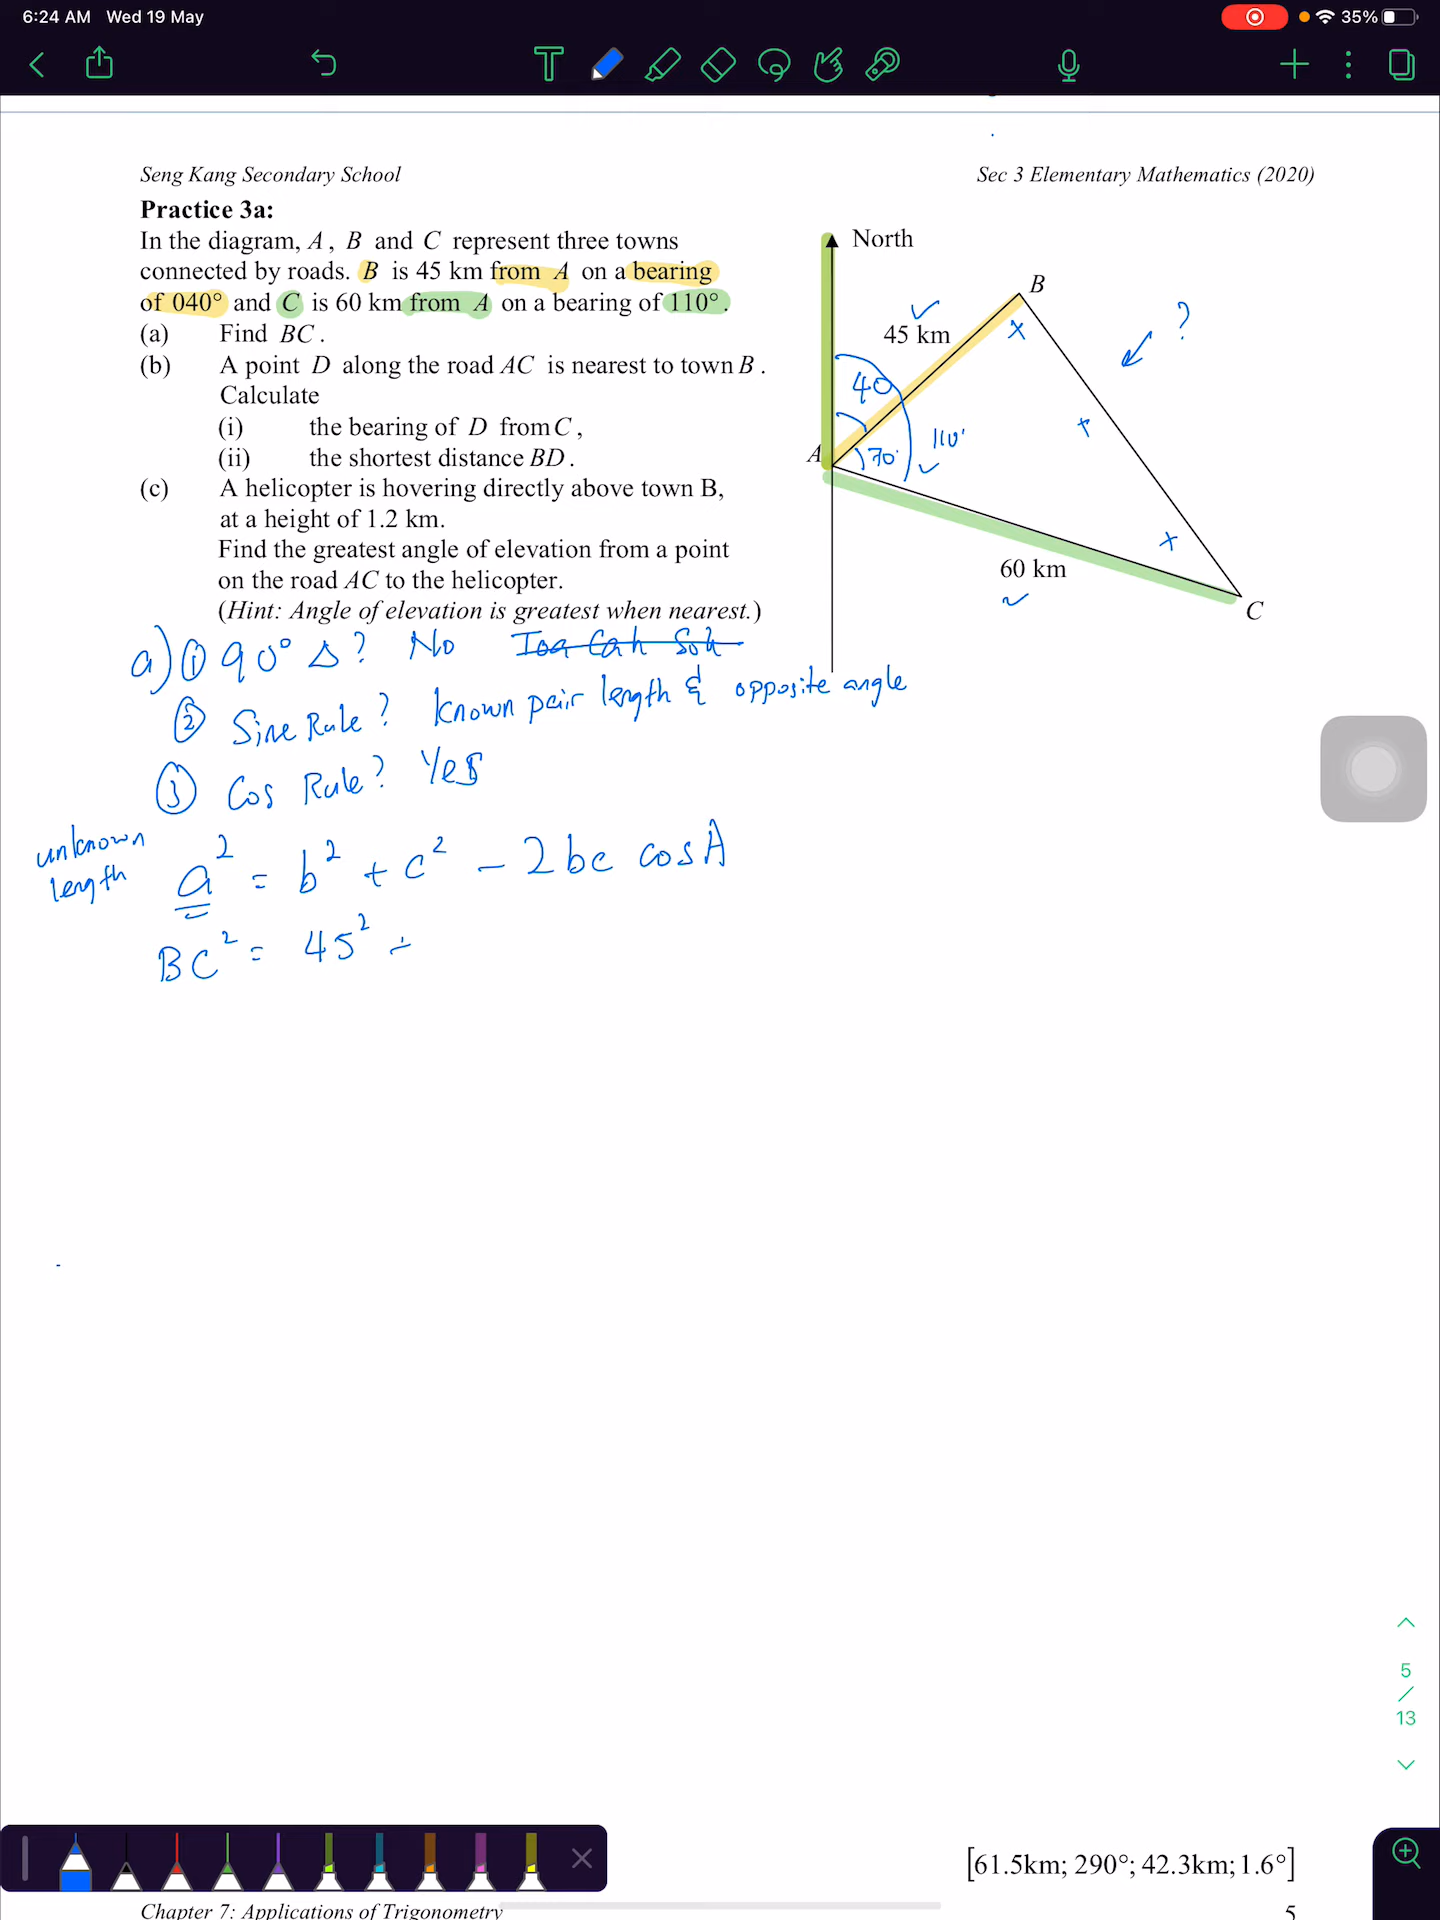 6:24 AM Wed 19 May
35%
Seng Kang Secondary School
Sec 3 Elementary Mathematics (2020)
Practice 3a:
In the diagram, A, B and C represent three towns
connected by roads. B is 45 km from A on a bearing
of 040° and C is 60 km from A on a bearing of 110°.
(a) Find BC.
(b) A point D along the road AC is nearest to town B.
Calculate
(i) the bearing of D from C,
(ii) the shortest distance BD.
(c) A helicopter is hovering directly above town B,
at a height of 1.2 km.
Find the greatest angle of elevation from a point
on the road AC to the helicopter.
(Hint: Angle of elevation is greatest when nearest.)
North
B
?
45 km
40
110°
A
70°
60 km
C
a) ① 90° Δ? No Toa Cah Soh
② Sine Rule? Known pair length & opposite angle
③ Cos Rule? Yes
unknown
length
a² = b² + c² - 2bc cos A
BC² = 45² +
5
/
13
[61.5km; 290°; 42.3km; 1.6°]
Chapter 7: Applications of Trigonometry
5